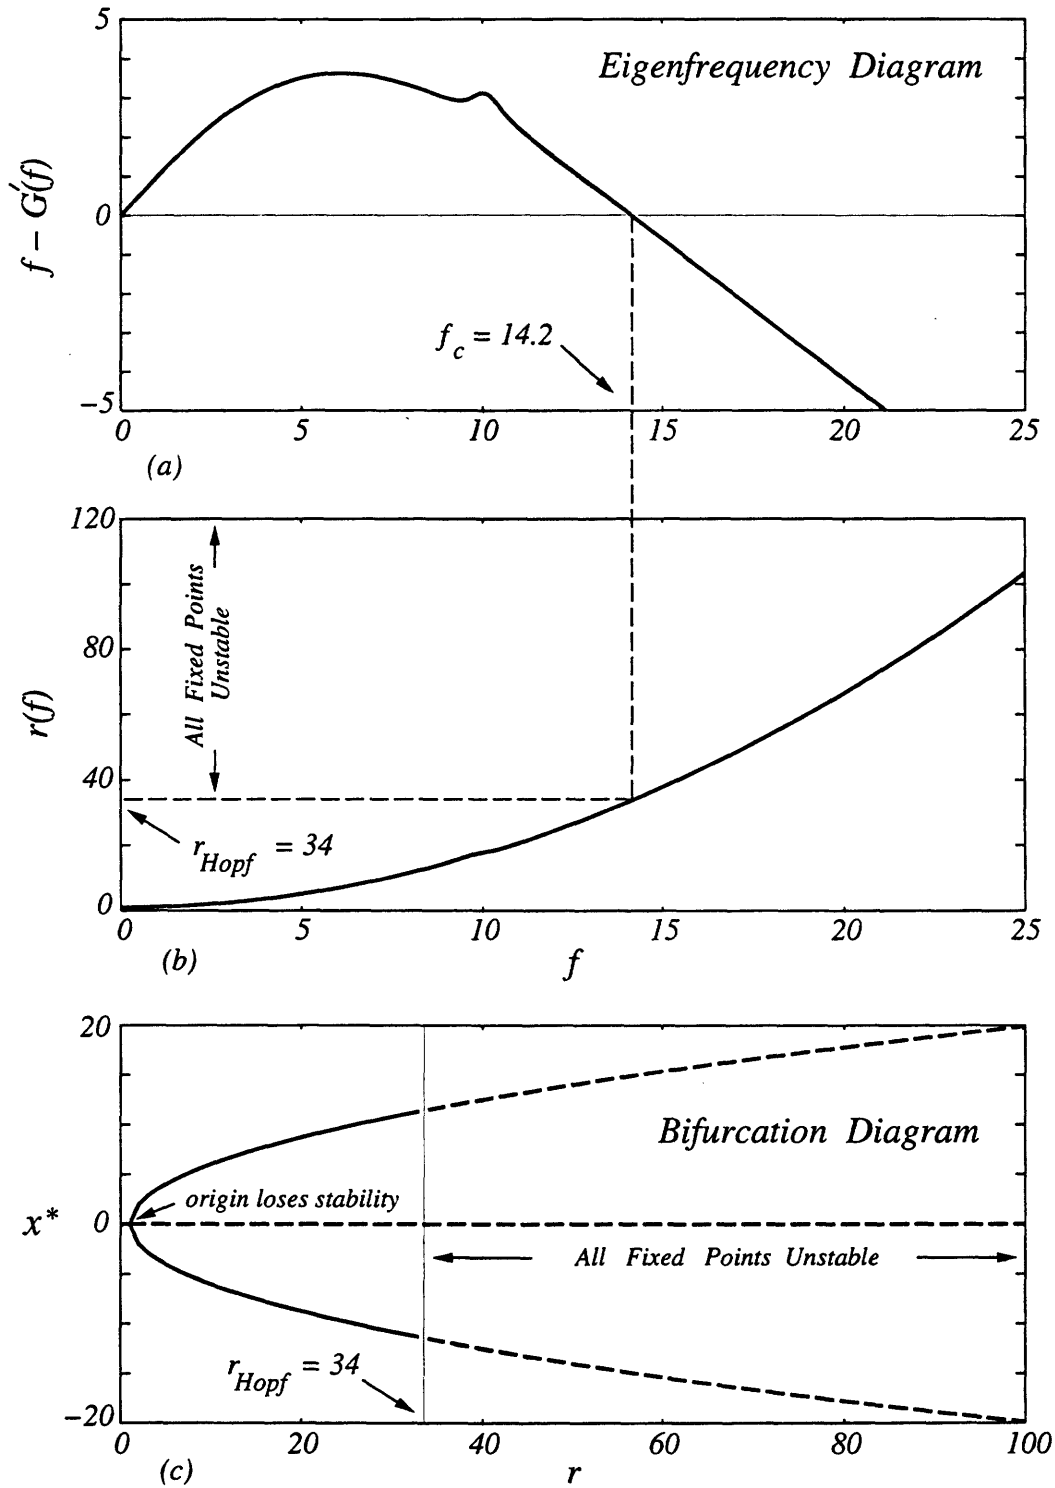 Eigenfrequency Diagram
5
f – G′(f)
0
f_c = 14.2
–5
0 5 10 15 20 25
(a)
120
All Fixed Points
Unstable
80
r(f)
40
r_Hopf = 34
0
0 5 10 15 20 25
(b) f
20
Bifurcation Diagram
origin loses stability
x* 0
All Fixed Points Unstable
r_Hopf = 34
–20
0 20 40 60 80 100
(c) r